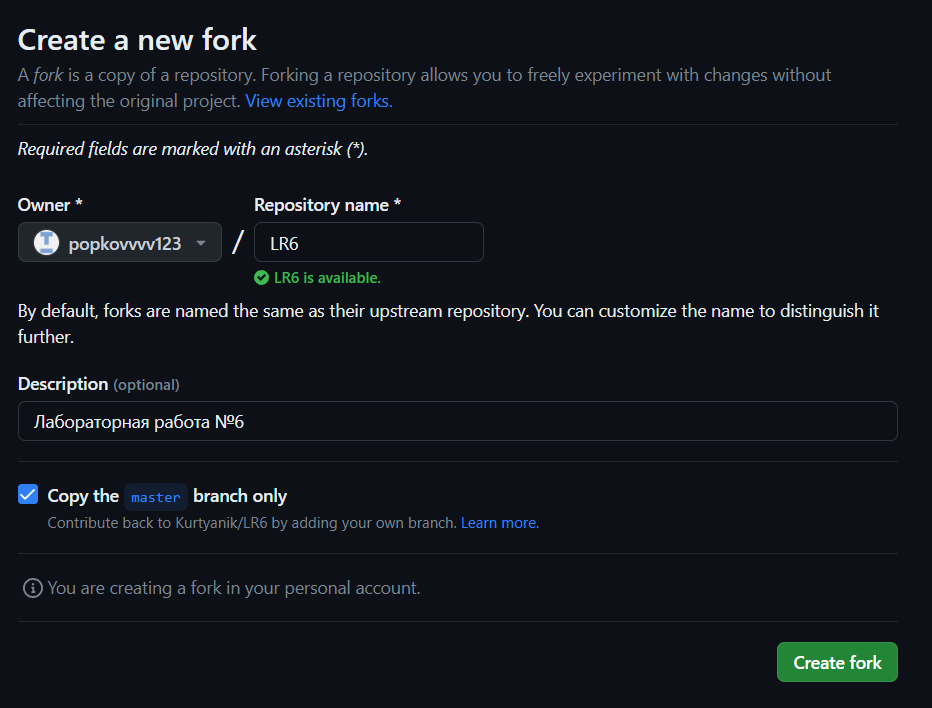 Create a new fork
A fork is a copy of a repository. Forking a repository allows you to freely experiment with changes without
affecting the original project. View existing forks.
Required fields are marked with an asterisk (*).
Owner *
Repository name *
popkovvvv123 / LR6
LR6 is available.
By default, forks are named the same as their upstream repository. You can customize the name to distinguish it
further.
Description (optional)
Лабораторная работа №6
Copy the master branch only
Contribute back to Kurtyanik/LR6 by adding your own branch. Learn more.
You are creating a fork in your personal account.
Create fork